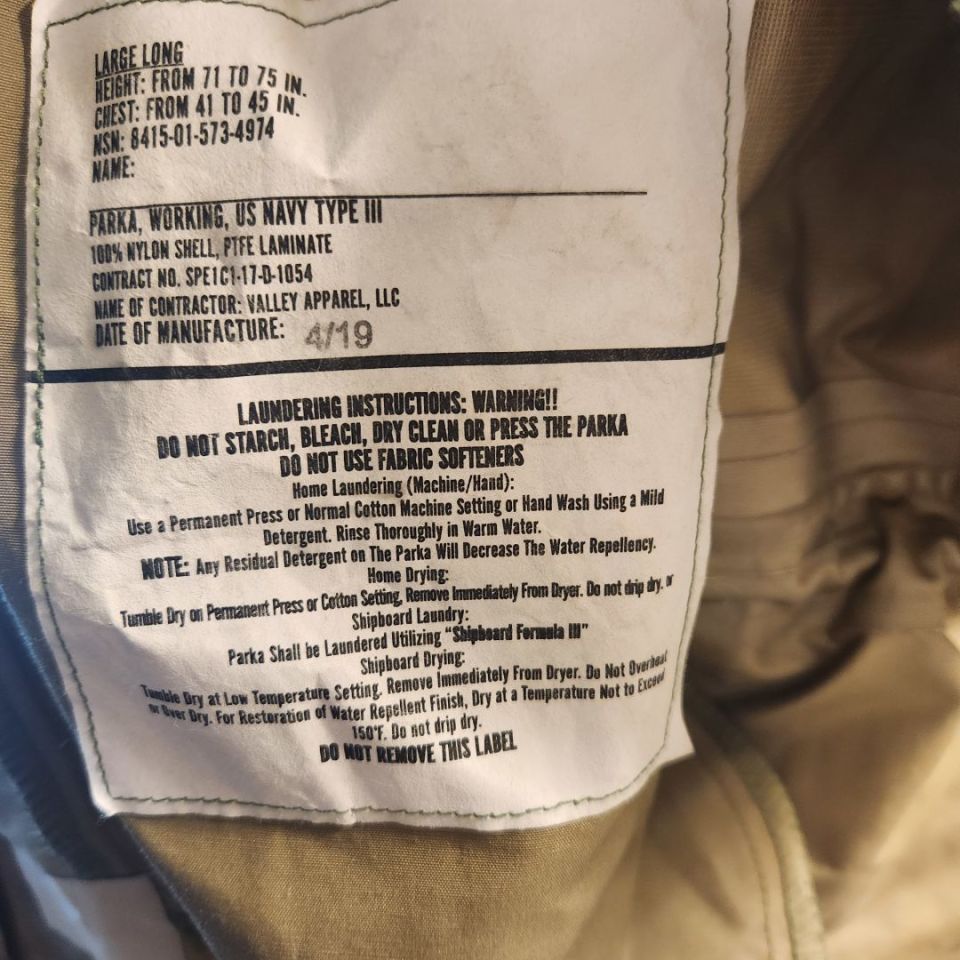 LARGE LONG
HEIGHT: FROM 71 TO 75 IN.
CHEST: FROM 41 TO 45 IN.
NSN: 8415-01-573-4974
NAME:
PARKA, WORKING, US NAVY TYPE III
100% NYLON SHELL, PTFE LAMINATE
CONTRACT NO. SPE1C1-17-D-1054
NAME OF CONTRACTOR: VALLEY APPAREL, LLC
DATE OF MANUFACTURE: 4/19
LAUNDERING INSTRUCTIONS: WARNING!!
DO NOT STARCH, BLEACH, DRY CLEAN OR PRESS THE PARKA
DO NOT USE FABRIC SOFTENERS
Home Laundering (Machine/Hand):
Use a Permanent Press or Normal Cotton Machine Setting or Hand Wash Using a Mild
Detergent. Rinse Thoroughly in Warm Water.
NOTE: Any Residual Detergent on The Parka Will Decrease The Water Repellency.
Home Drying:
Tumble Dry on Permanent Press or Cotton Setting, Remove Immediately From Dryer. Do not drip dry. or
Shipboard Laundry:
Parka Shall be Laundered Utilizing "Shipboard Formula III"
Shipboard Drying:
Tumble Dry at Low Temperature Setting. Remove Immediately From Dryer. Do Not Overheat
or Over Dry. For Restoration of Water Repellent Finish, Dry at a Temperature Not to Exceed
150°F. Do not drip dry.
DO NOT REMOVE THIS LABEL